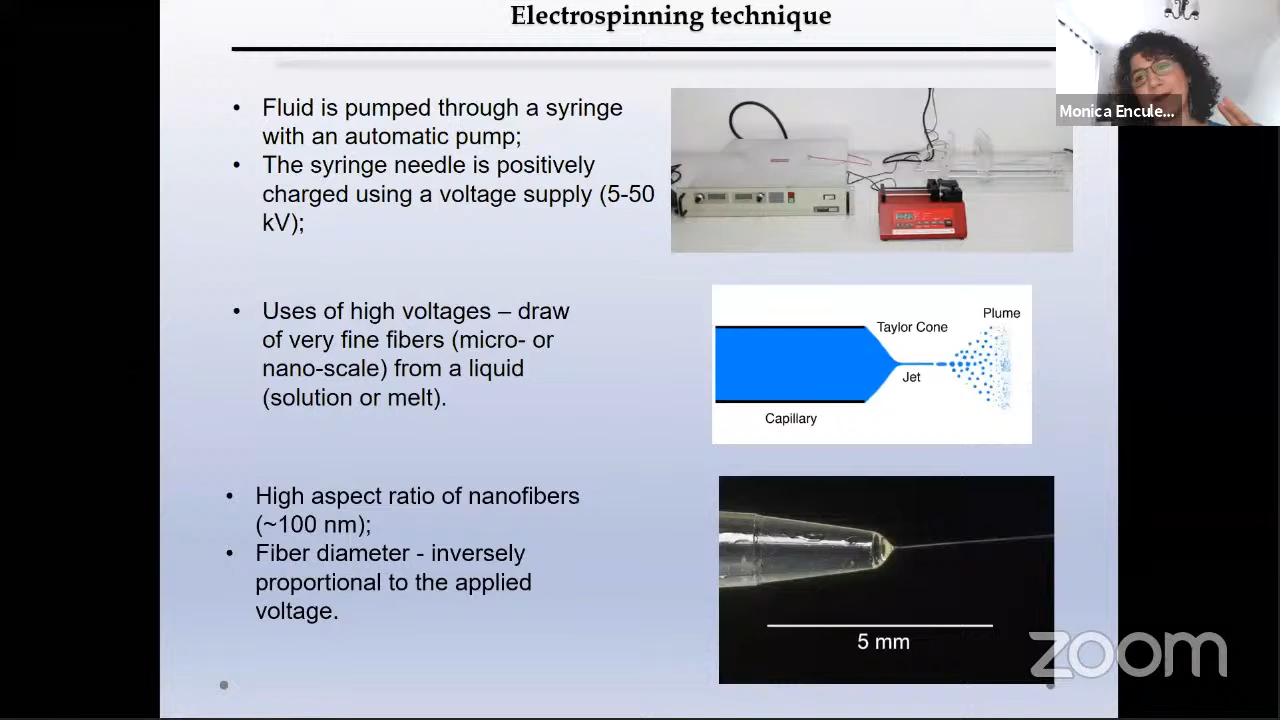 Electrospinning technique
• Fluid is pumped through a syringe
with an automatic pump;
• The syringe needle is positively
charged using a voltage supply (5-50
kV);
Monica Encule...
• Uses of high voltages – draw
of very fine fibers (micro- or
nano-scale) from a liquid
(solution or melt).
Plume
Taylor Cone
Jet
Capillary
• High aspect ratio of nanofibers
(~100 nm);
• Fiber diameter - inversely
proportional to the applied
voltage.
5 mm
zoom